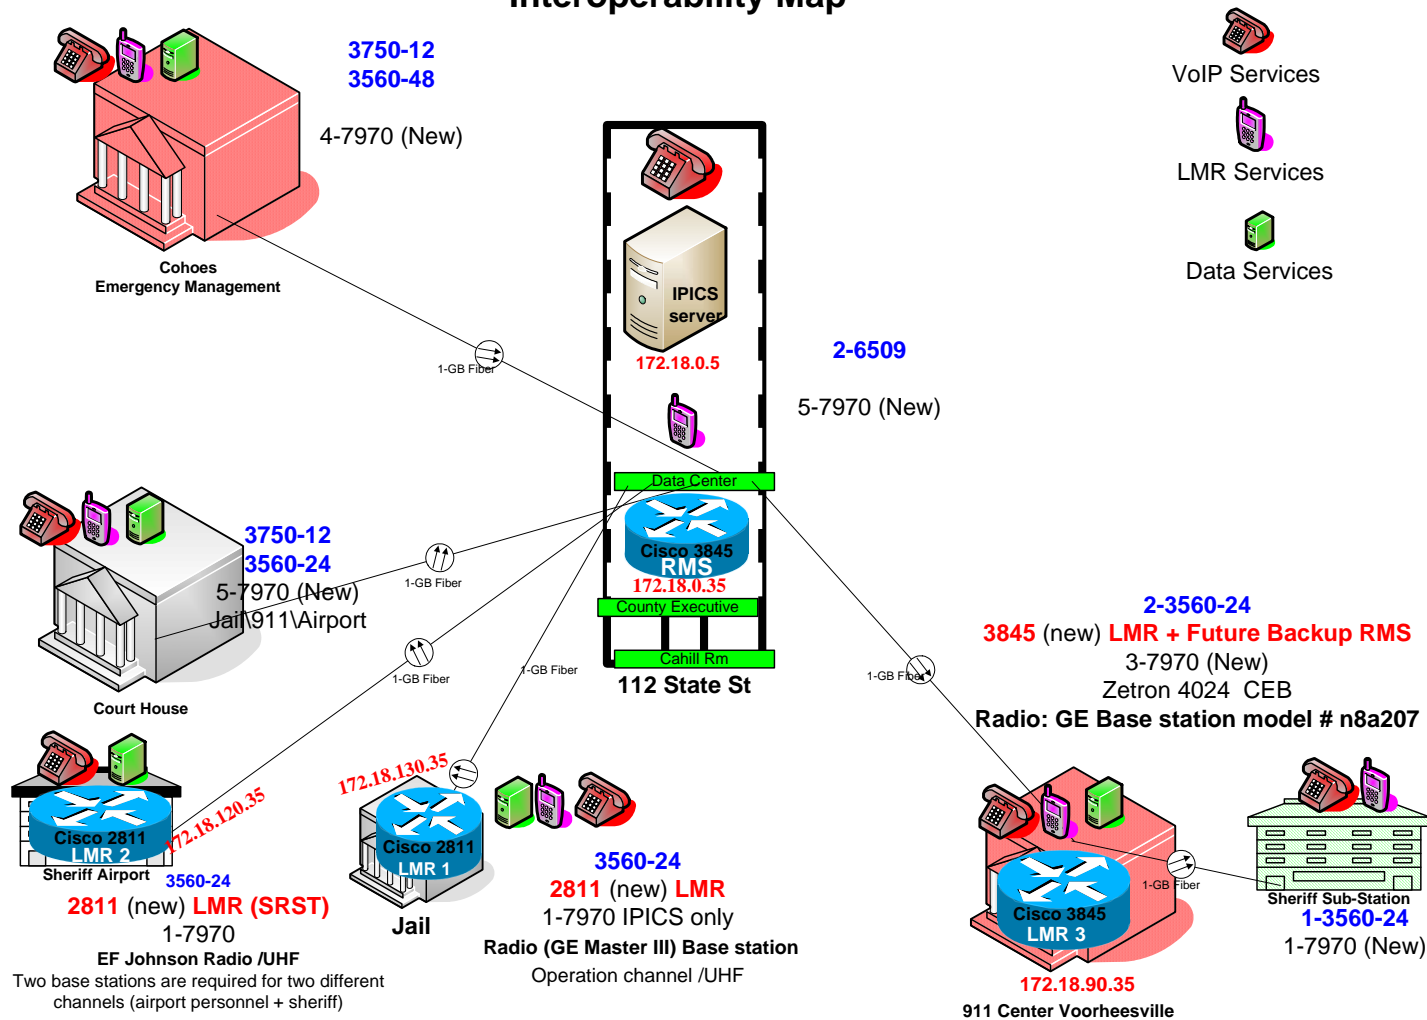 Interoperability Map
3750-12
3560-48
4-7970 (New)
Cohoes
Emergency Management
VoIP Services
LMR Services
Data Services
IPICS
server
172.18.0.5
2-6509
5-7970 (New)
1-GB Fiber
Data Center
Cisco 3845
RMS
172.18.0.35
County Executive
Cahill Rm
112 State St
3750-12
3560-24
5-7970 (New)
Jail\911\Airport
Court House
1-GB Fiber
1-GB Fiber
1-GB Fiber
1-GB Fiber
2-3560-24
3845 (new) LMR + Future Backup RMS
3-7970 (New)
Zetron 4024 CEB
Radio: GE Base station model # n8a207
172.18.120.35
Cisco 2811
LMR 2
Sheriff Airport
3560-24
2811 (new) LMR (SRST)
1-7970
EF Johnson Radio /UHF
Two base stations are required for two different
channels (airport personnel + sheriff)
172.18.130.35
Cisco 2811
LMR 1
Jail
3560-24
2811 (new) LMR
1-7970 IPICS only
Radio (GE Master III) Base station
Operation channel /UHF
Cisco 3845
LMR 3
172.18.90.35
911 Center Voorheesville
1-GB Fiber
Sheriff Sub-Station
1-3560-24
1-7970 (New)